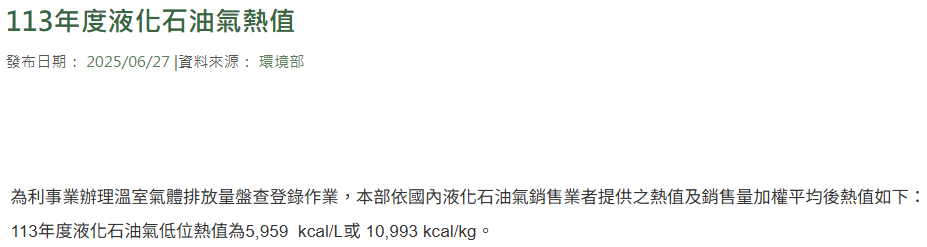 113年度液化石油氣熱值
發布日期： 2025/06/27 |資料來源： 環境部
為利事業辦理溫室氣體排放量盤查登錄作業，本部依國內液化石油氣銷售業者提供之熱值及銷售量加權平均後熱值如下：
113年度液化石油氣低位熱值為5,959  kcal/L或 10,993 kcal/kg。